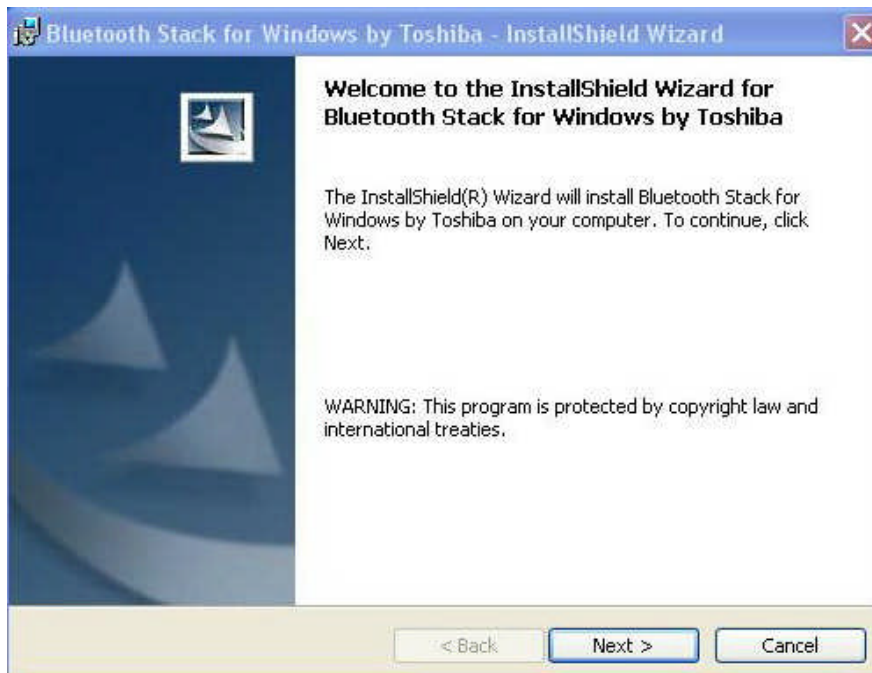 Bluetooth Stack for Windows by Toshiba - InstallShield Wizard
Welcome to the InstallShield Wizard for
Bluetooth Stack for Windows by Toshiba
The InstallShield(R) Wizard will install Bluetooth Stack for
Windows by Toshiba on your computer. To continue, click
Next.
WARNING: This program is protected by copyright law and
international treaties.
< Back
Next >
Cancel